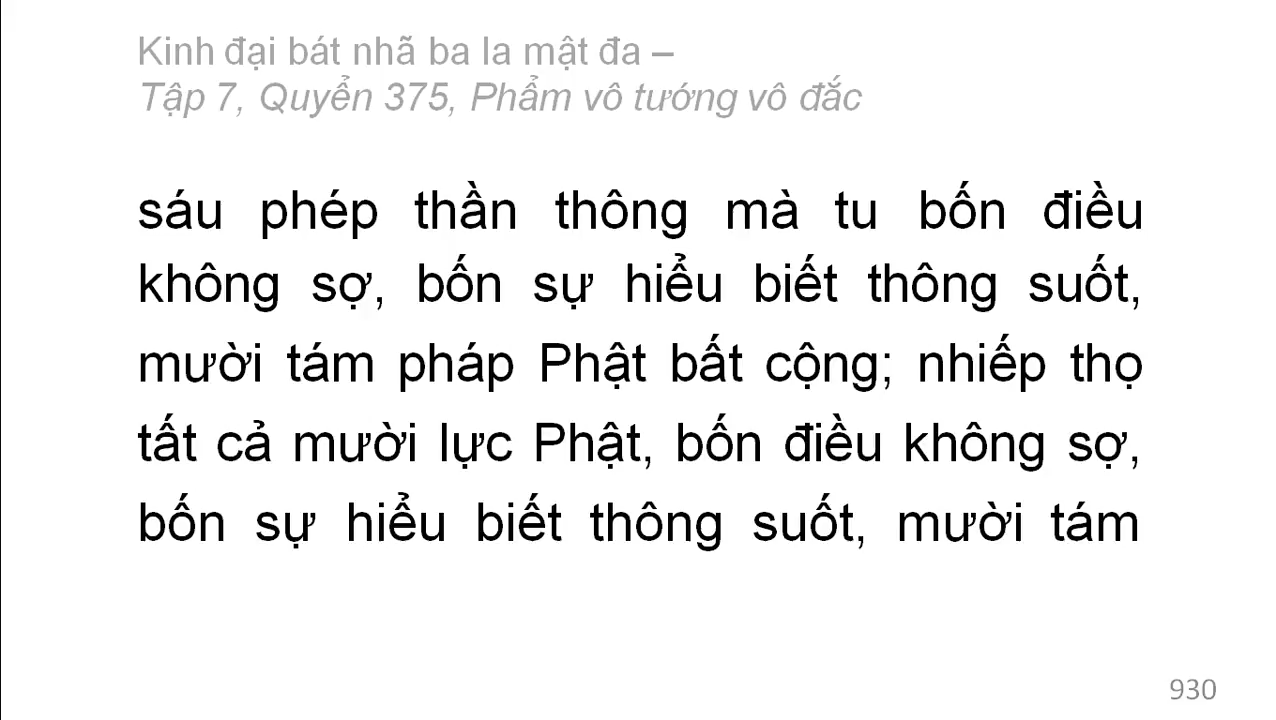 Kinh đại bát nhã ba la mật đa –
Tập 7, Quyển 375, Phẩm vô tướng vô đắc
sáu phép thần thông mà tu bốn điều
không sợ, bốn sự hiểu biết thông suốt,
mười tám pháp Phật bất cộng; nhiếp thọ
tất cả mười lực Phật, bốn điều không sợ,
bốn sự hiểu biết thông suốt, mười tám
930